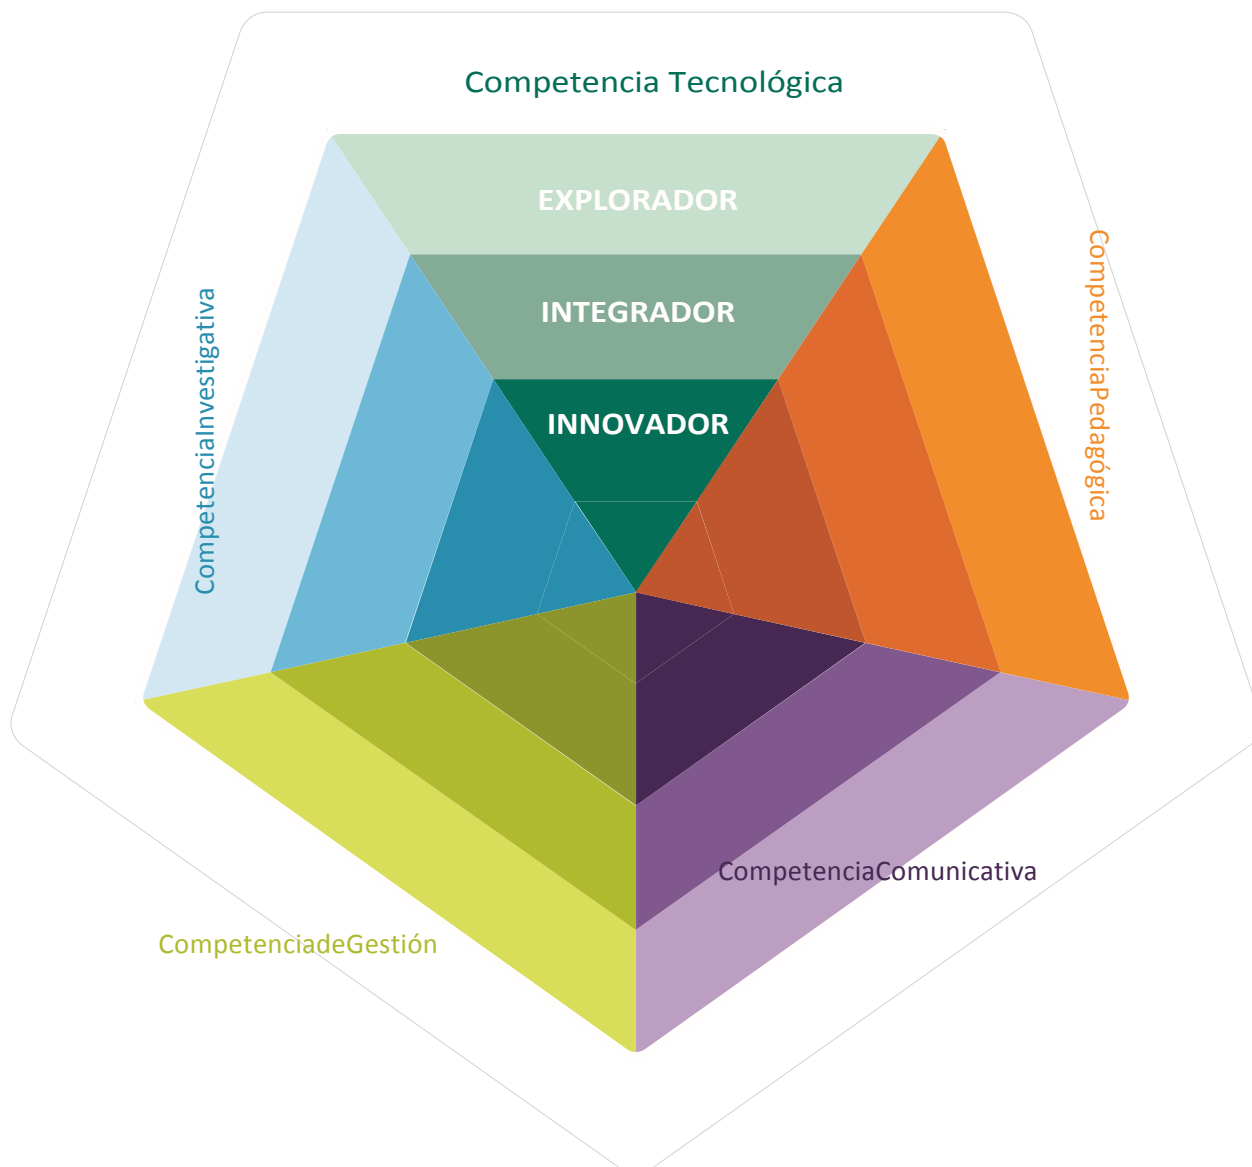 Competencia Tecnológica
EXPLORADOR
INTEGRADOR
INNOVADOR
CompetenciaPedagógica
CompetenciaInvestigativa
CompetenciaComunicativa
CompetenciadeGestión